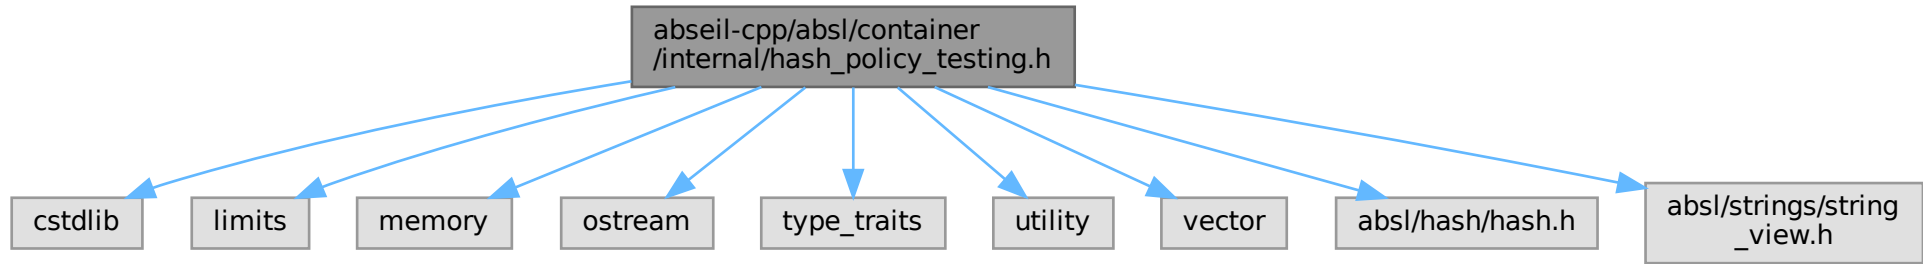 abseil-cpp/absl/container
/internal/hash_policy_testing.h
cstdlib
limits
memory
ostream
type_traits
utility
vector
absl/hash/hash.h
absl/strings/string
_view.h